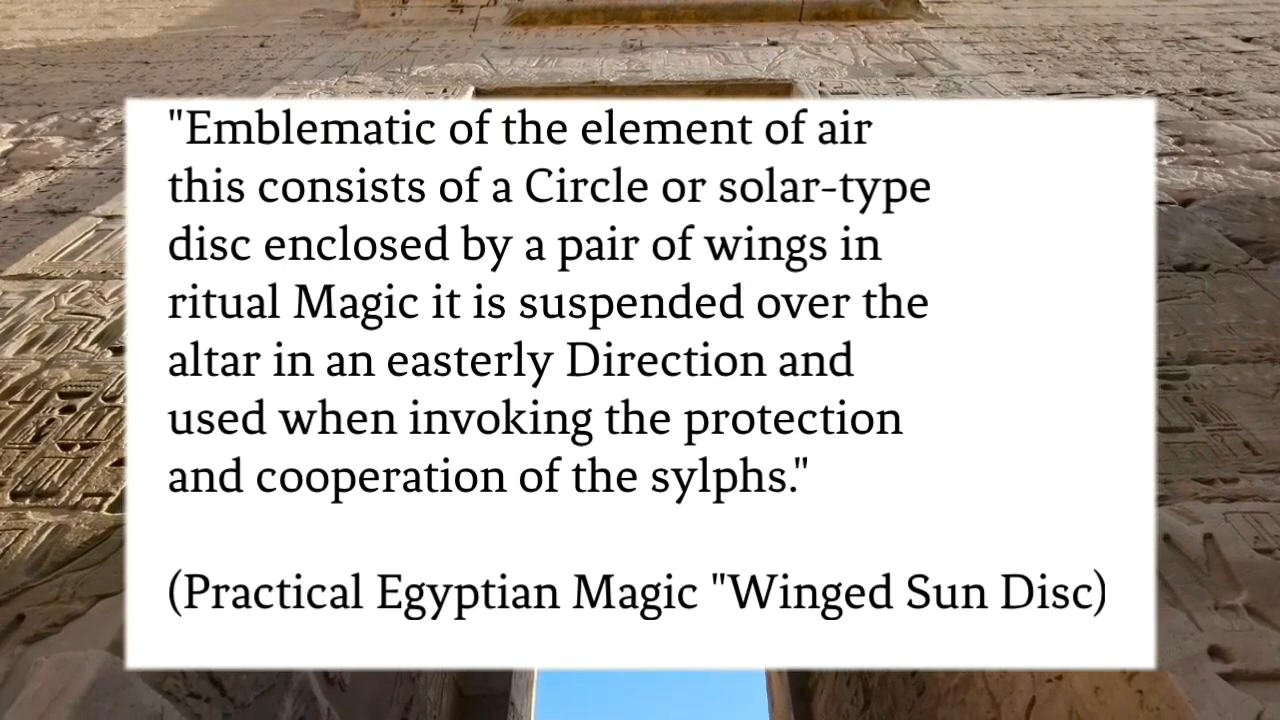 "Emblematic of the element of air
this consists of a Circle or solar-type
disc enclosed by a pair of wings in
ritual Magic it is suspended over the
altar in an easterly Direction and
used when invoking the protection
and cooperation of the sylphs."
(Practical Egyptian Magic "Winged Sun Disc)